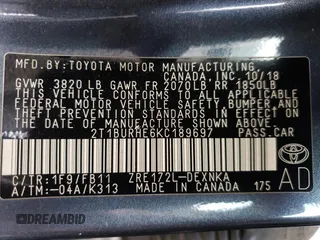 MFD.BY: TOYOTA MOTOR MANUFACTURING
CANADA INC. 10/18
GVWR 3820LB GAWR FR 2070LB RR 1850LB
THIS VEHICLE CONFORMS TO ALL APPLICABLE
FEDERAL MOTOR VEHICLE SAFETY, BUMPER, AND
THEFT PREVENTION STANDARDS IN EFFECT ON
THE DATE OF MANUFACTURE SHOWN ABOVE.
2T1BURHE6KC189697 PASS.CAR
C/TR:1F9/FB11 ZRE172L-DEXNKA
A/TM:-04A/K313 MADE IN CANADA 175
AD
TOYOTA
DREAMBID